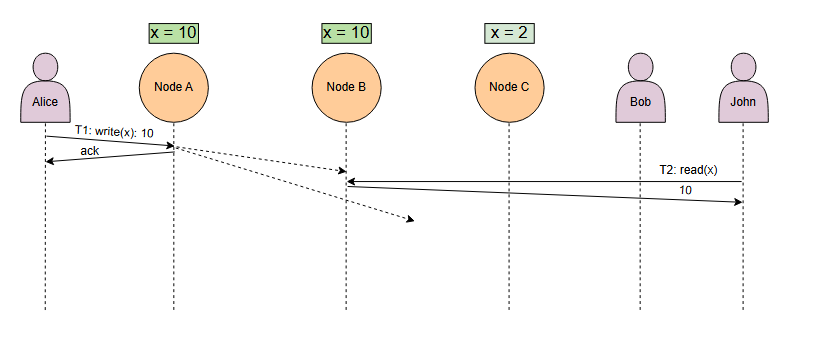 x = 10
x = 10
x = 2
Alice
Node A
Node B
Node C
Bob
John
T1: write(x): 10
ack
T2: read(x)
10